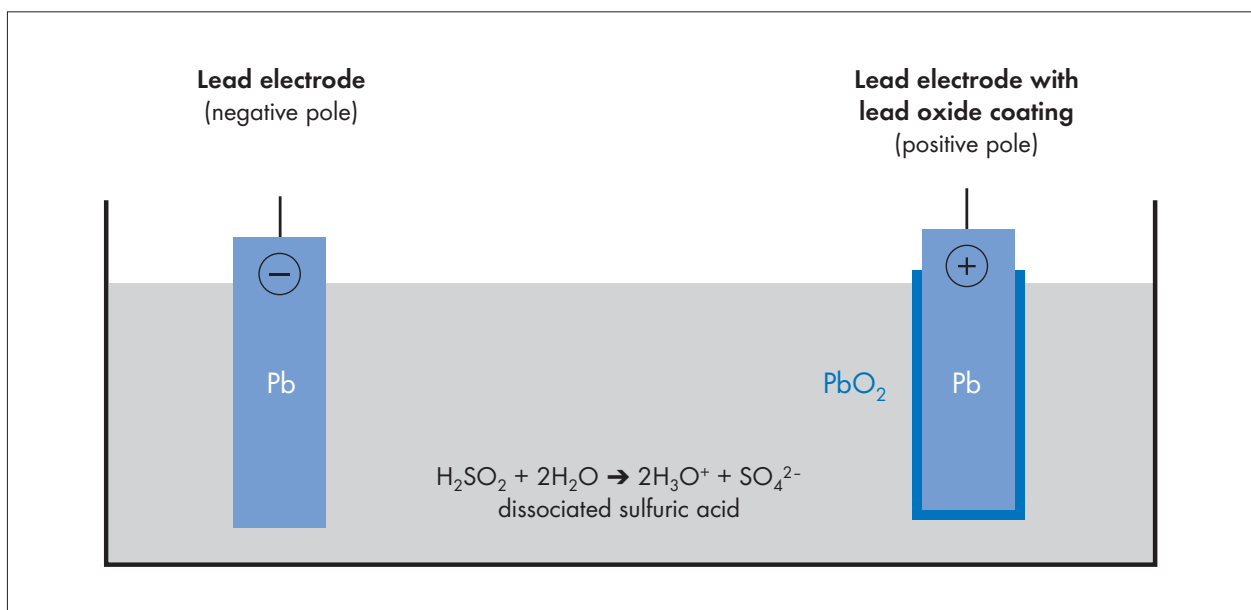 Lead electrode
(negative pole)
Lead electrode with
lead oxide coating
(positive pole)
−
+
Pb
PbO₂
Pb
H₂SO₂ + 2H₂O ➔ 2H₃O⁺ + SO₄²⁻
dissociated sulfuric acid